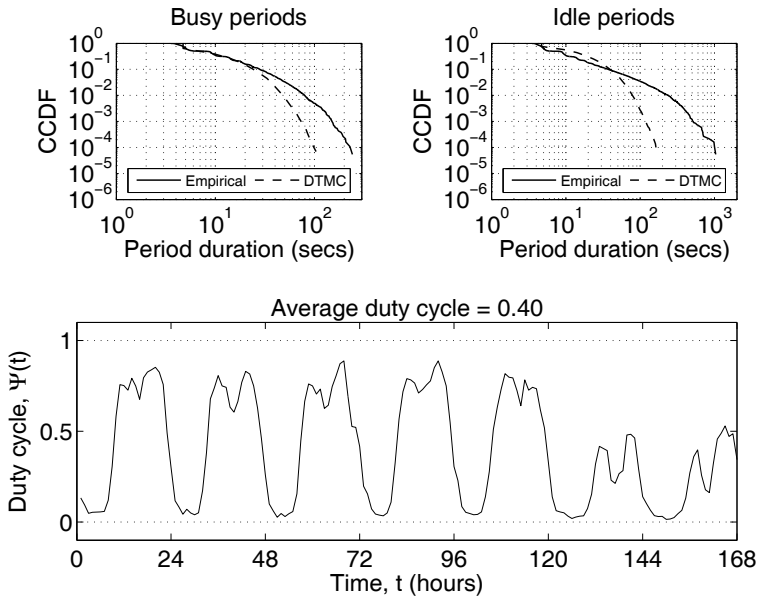 Busy periods
10^0
10^-1
10^-2
10^-3
10^-4
10^-5
10^-6
CCDF
Empirical
DTMC
10^0 10^1 10^2
Period duration (secs)
Idle periods
10^0
10^-1
10^-2
10^-3
10^-4
10^-5
10^-6
CCDF
Empirical
DTMC
10^0 10^1 10^2 10^3
Period duration (secs)
Average duty cycle = 0.40
1
0.5
0
Duty cycle, Ψ(t)
0 24 48 72 96 120 144 168
Time, t (hours)